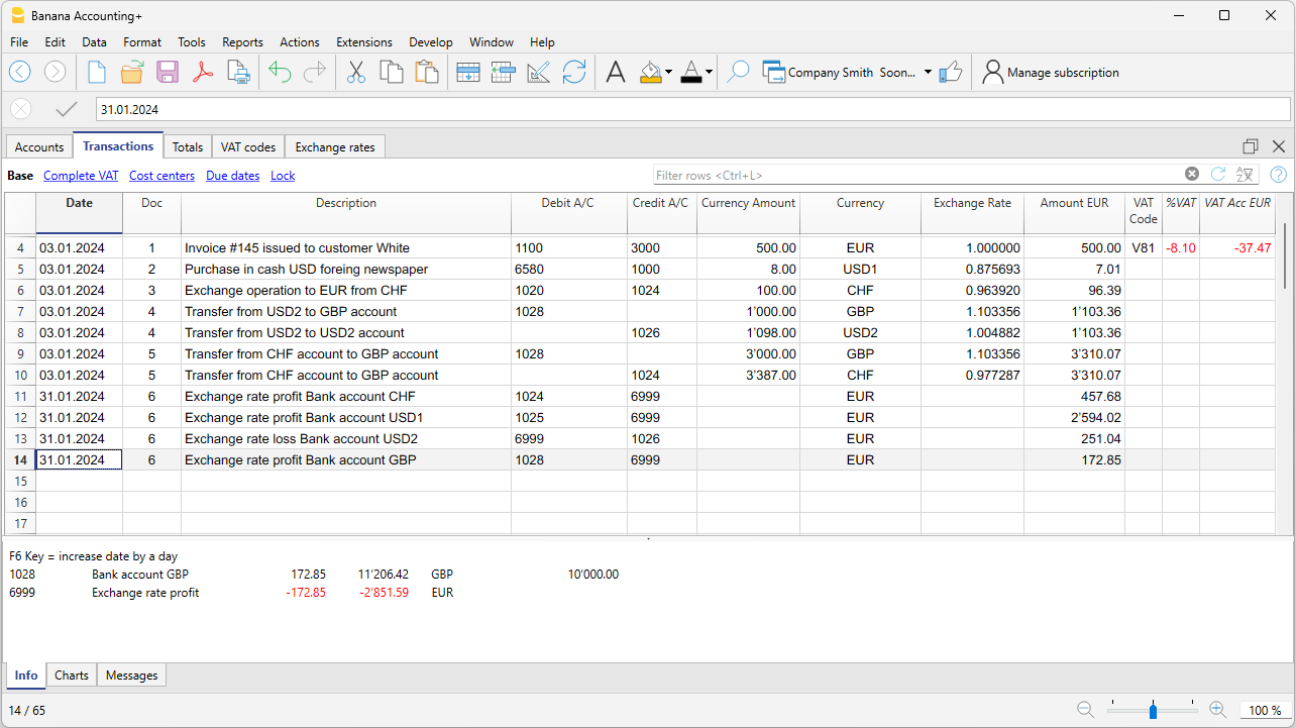 Banana Accounting+
File Edit Data Format Tools Reports Actions Extensions Develop Window Help
Company Smith Soon... Manage subscription
31.01.2024
Accounts Transactions Totals VAT codes Exchange rates
Base Complete VAT Cost centers Due dates Lock Filter rows <Ctrl+L>
Date Doc Description Debit A/C Credit A/C Currency Amount Currency Exchange Rate Amount EUR VAT Code %VAT VAT Acc EUR
4 03.01.2024 1 Invoice #145 issued to customer White 1100 3000 500.00 EUR 1.000000 500.00 V81 -8.10 -37.47
5 03.01.2024 2 Purchase in cash USD foreing newspaper 6580 1000 8.00 USD1 0.875693 7.01
6 03.01.2024 3 Exchange operation to EUR from CHF 1020 1024 100.00 CHF 0.963920 96.39
7 03.01.2024 4 Transfer from USD2 to GBP account 1028 1'000.00 GBP 1.103356 1'103.36
8 03.01.2024 4 Transfer from USD2 to USD2 account 1026 1'098.00 USD2 1.004882 1'103.36
9 03.01.2024 5 Transfer from CHF account to GBP account 1028 3'000.00 GBP 1.103356 3'310.07
10 03.01.2024 5 Transfer from CHF account to GBP account 1024 3'387.00 CHF 0.977287 3'310.07
11 31.01.2024 6 Exchange rate profit Bank account CHF 1024 6999 EUR 457.68
12 31.01.2024 6 Exchange rate profit Bank account USD1 1025 6999 EUR 2'594.02
13 31.01.2024 6 Exchange rate loss Bank account USD2 6999 1026 EUR 251.04
14 31.01.2024 6 Exchange rate profit Bank account GBP 1028 6999 EUR 172.85
15
16
17
F6 Key = increase date by a day
1028 Bank account GBP 172.85 11'206.42 GBP 10'000.00
6999 Exchange rate profit -172.85 -2'851.59 EUR
Info Charts Messages
14 / 65 100 %